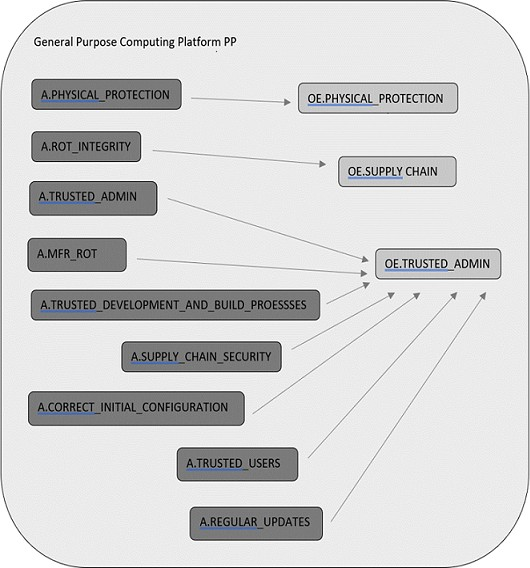 General Purpose Computing Platform PP
A.PHYSICAL_PROTECTION
OE.PHYSICAL_PROTECTION
A.ROT_INTEGRITY
OE.SUPPLY CHAIN
A.TRUSTED_ADMIN
A.MFR_ROT
OE.TRUSTED_ADMIN
A.TRUSTED_DEVELOPMENT_AND_BUILD_PROESSSES
A.SUPPLY_CHAIN_SECURITY
A.CORRECT_INITIAL_CONFIGURATION
A.TRUSTED_USERS
A.REGULAR_UPDATES